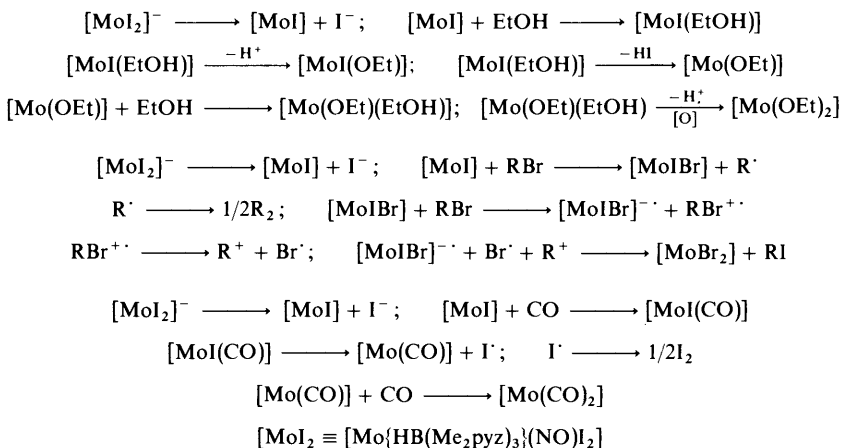 [MoI₂]⁻ ⟶ [MoI] + I⁻; [MoI] + EtOH ⟶ [MoI(EtOH)]
[MoI(EtOH)] —−H⁺→ [MoI(OEt)]; [MoI(EtOH)] —−HI→ [Mo(OEt)]
[Mo(OEt)] + EtOH ⟶ [Mo(OEt)(EtOH)]; [Mo(OEt)(EtOH) —−H⁺, [O]→ [Mo(OEt)₂]
[MoI₂]⁻ ⟶ [MoI] + I⁻; [MoI] + RBr ⟶ [MoIBr] + R˙
R˙ ⟶ 1/2R₂; [MoIBr] + RBr ⟶ [MoIBr]⁻˙ + RBr⁺˙
RBr⁺˙ ⟶ R⁺ + Br˙; [MoIBr]⁻˙ + Br˙ + R⁺ ⟶ [MoBr₂] + RI
[MoI₂]⁻ ⟶ [MoI] + I⁻; [MoI] + CO ⟶ [MoI(CO)]
[MoI(CO)] ⟶ [Mo(CO)] + I˙; I˙ ⟶ 1/2I₂
[Mo(CO)] + CO ⟶ [Mo(CO)₂]
[MoI₂ ≡ [Mo{HB(Me₂pyz)₃}(NO)I₂]